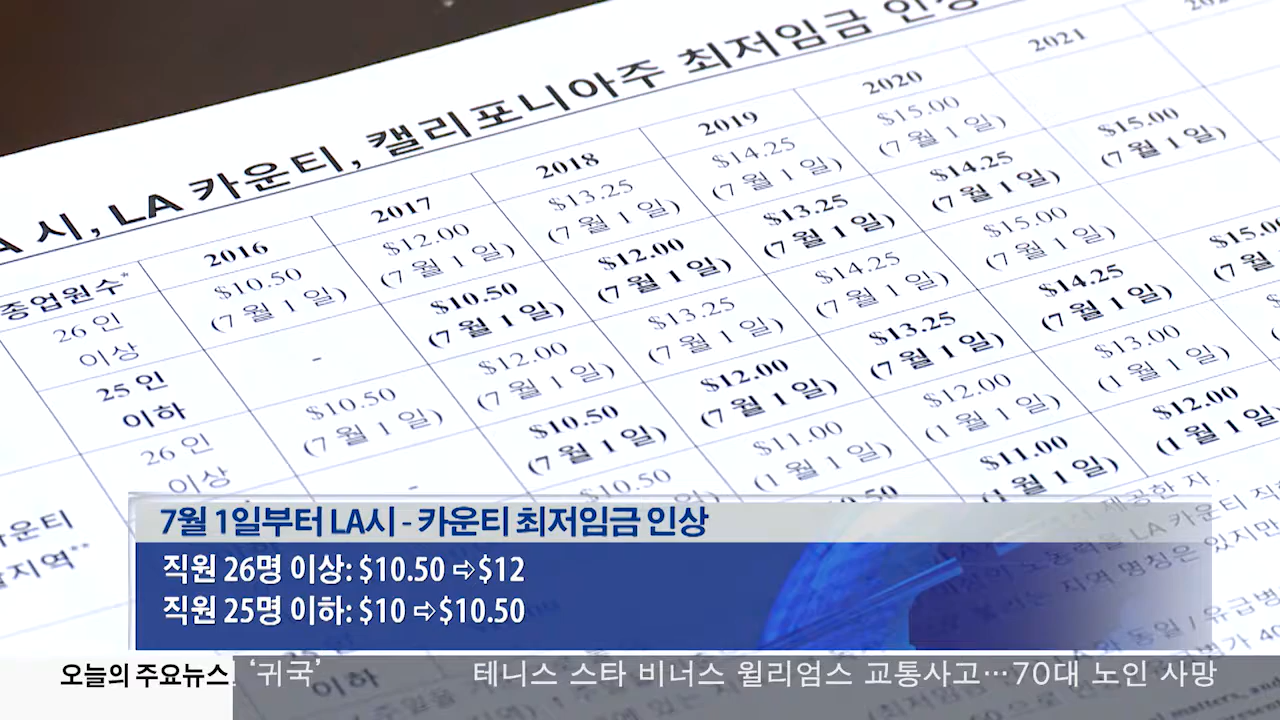 시, LA 카운티, 캘리포니아주 최저임금 인상
종업원수* 2016 2017 2018 2019 2020 2021
26인 이상 $10.50 $12.00 $13.25 $14.25 $15.00
(7월 1일) (7월 1일) (7월 1일) (7월 1일) (7월 1일)
25인 이하 - $10.50 $12.00 $13.25 $14.25 $15.00
(7월 1일) (7월 1일) (7월 1일) (7월 1일) (7월 1일)
26인 이상 $10.50 $12.00 $13.25 $14.25 $15.00
(7월 1일) (7월 1일) (7월 1일) (7월 1일) (7월 1일)
- $10.50 $12.00 $13.25 $14.25
(7월 1일) (7월 1일) (7월 1일) (7월 1일)
$10.50 $11.00 $12.00 $13.00
(1월 1일) (1월 1일) (1월 1일)
$11.00 $12.00
(1월 1일) (1월 1일)
7월 1일부터 LA시 - 카운티 최저임금 인상
직원 26명 이상: $10.50 ⇨$12
직원 25명 이하: $10 ⇨$10.50
오늘의 주요뉴스 ‘귀국’ 테니스 스타 비너스 윌리엄스 교통사고…70대 노인 사망